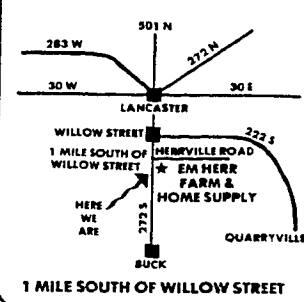 501 N
283 W
272 N
30 W
30 E
LANCASTER
WILLOW STREET
222 S
1 MILE SOUTH OF
WILLOW STREET
HERRVILLE ROAD
★ EM HERR
FARM &
HOME SUPPLY
HERE
WE
ARE
272 S
QUARRYVILLE
BUCK
1 MILE SOUTH OF WILLOW STREET